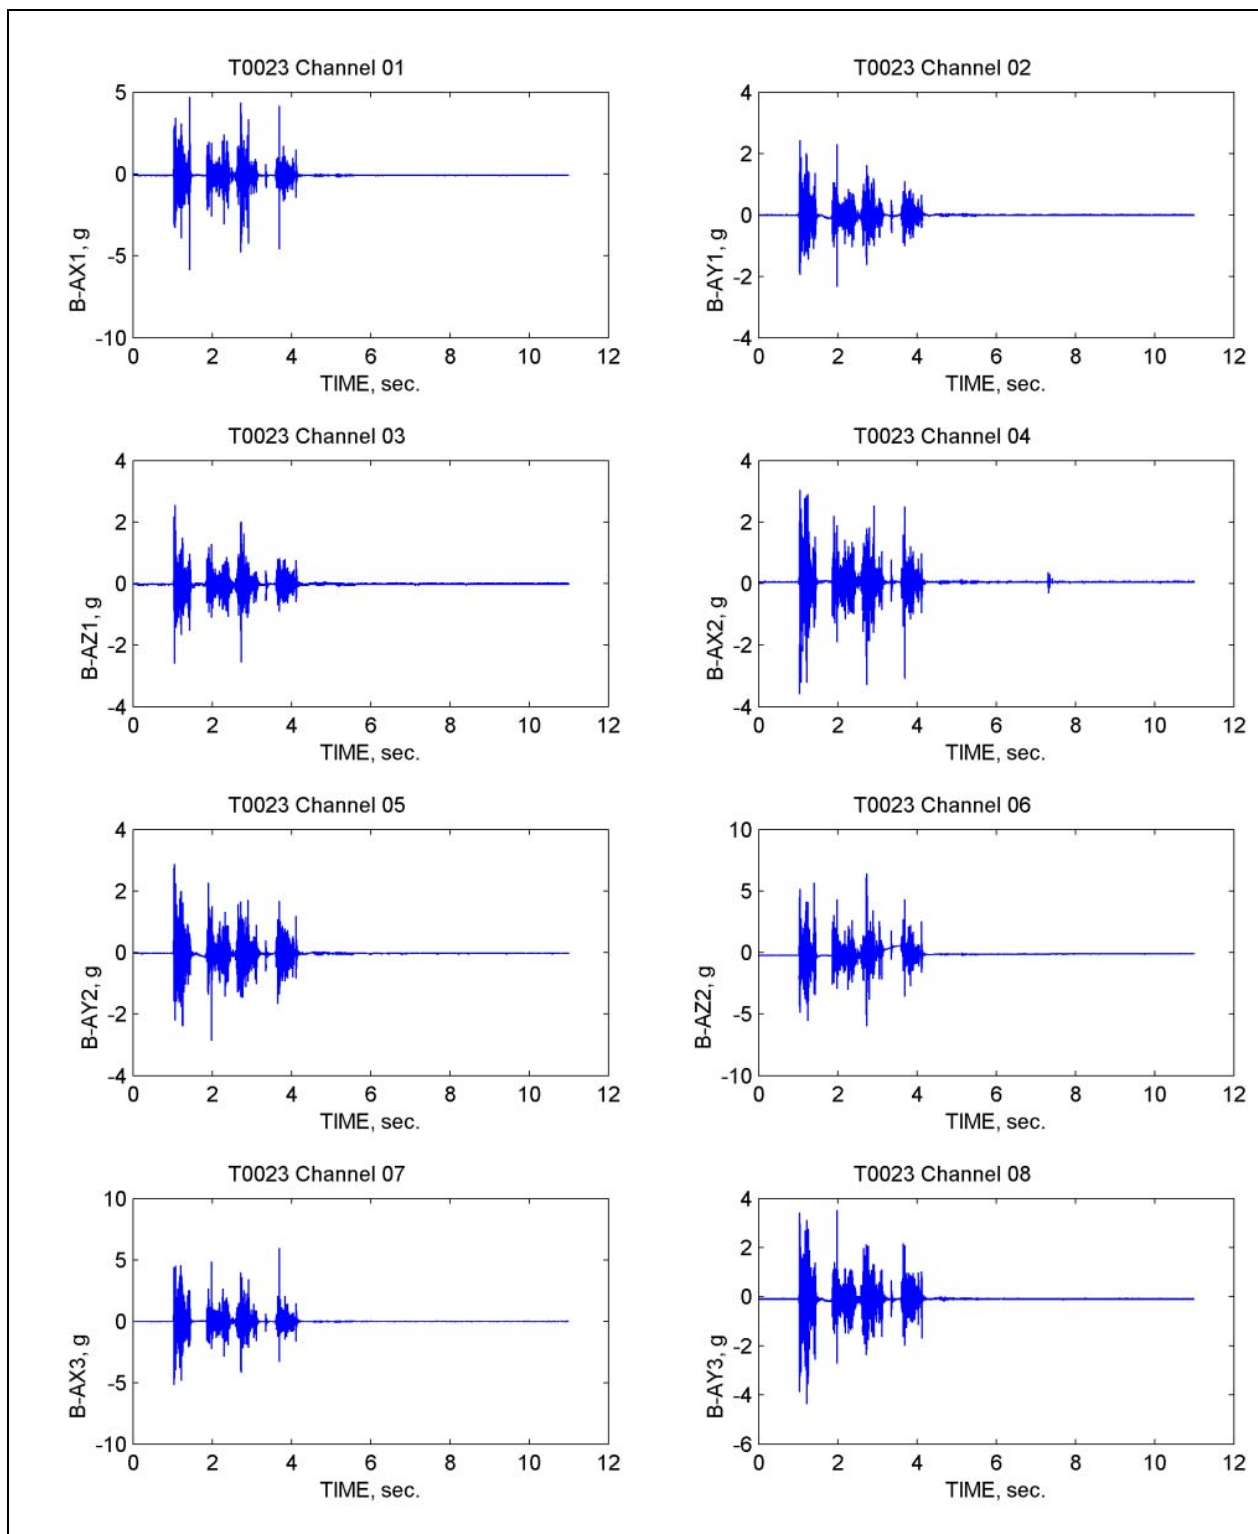 T0023 Channel 01
5
0
-5
-10
B-AX1, g
0 2 4 6 8 10 12
TIME, sec.
T0023 Channel 02
4
2
0
-2
-4
B-AY1, g
0 2 4 6 8 10 12
TIME, sec.
T0023 Channel 03
4
2
0
-2
-4
B-AZ1, g
0 2 4 6 8 10 12
TIME, sec.
T0023 Channel 04
4
2
0
-2
-4
B-AX2, g
0 2 4 6 8 10 12
TIME, sec.
T0023 Channel 05
4
2
0
-2
-4
B-AY2, g
0 2 4 6 8 10 12
TIME, sec.
T0023 Channel 06
10
5
0
-5
-10
B-AZ2, g
0 2 4 6 8 10 12
TIME, sec.
T0023 Channel 07
10
5
0
-5
-10
B-AX3, g
0 2 4 6 8 10 12
TIME, sec.
T0023 Channel 08
4
2
0
-2
-4
-6
B-AY3, g
0 2 4 6 8 10 12
TIME, sec.